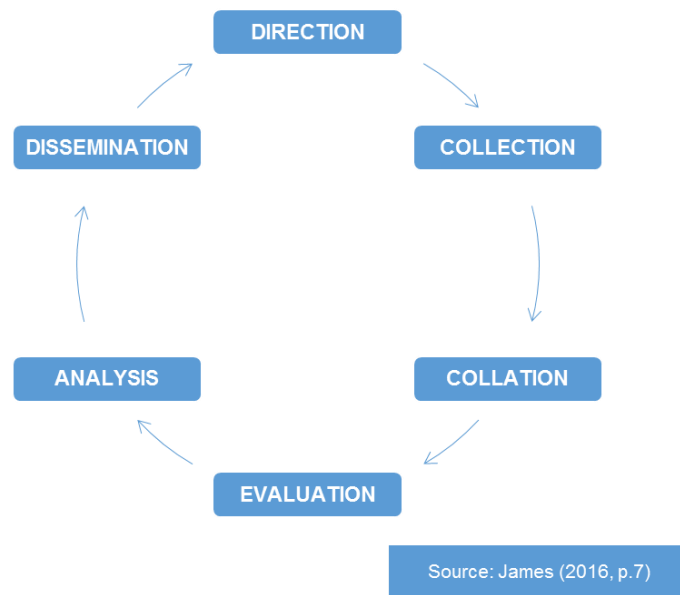 DIRECTION
COLLECTION
COLLATION
EVALUATION
ANALYSIS
DISSEMINATION
Source: James (2016, p.7)